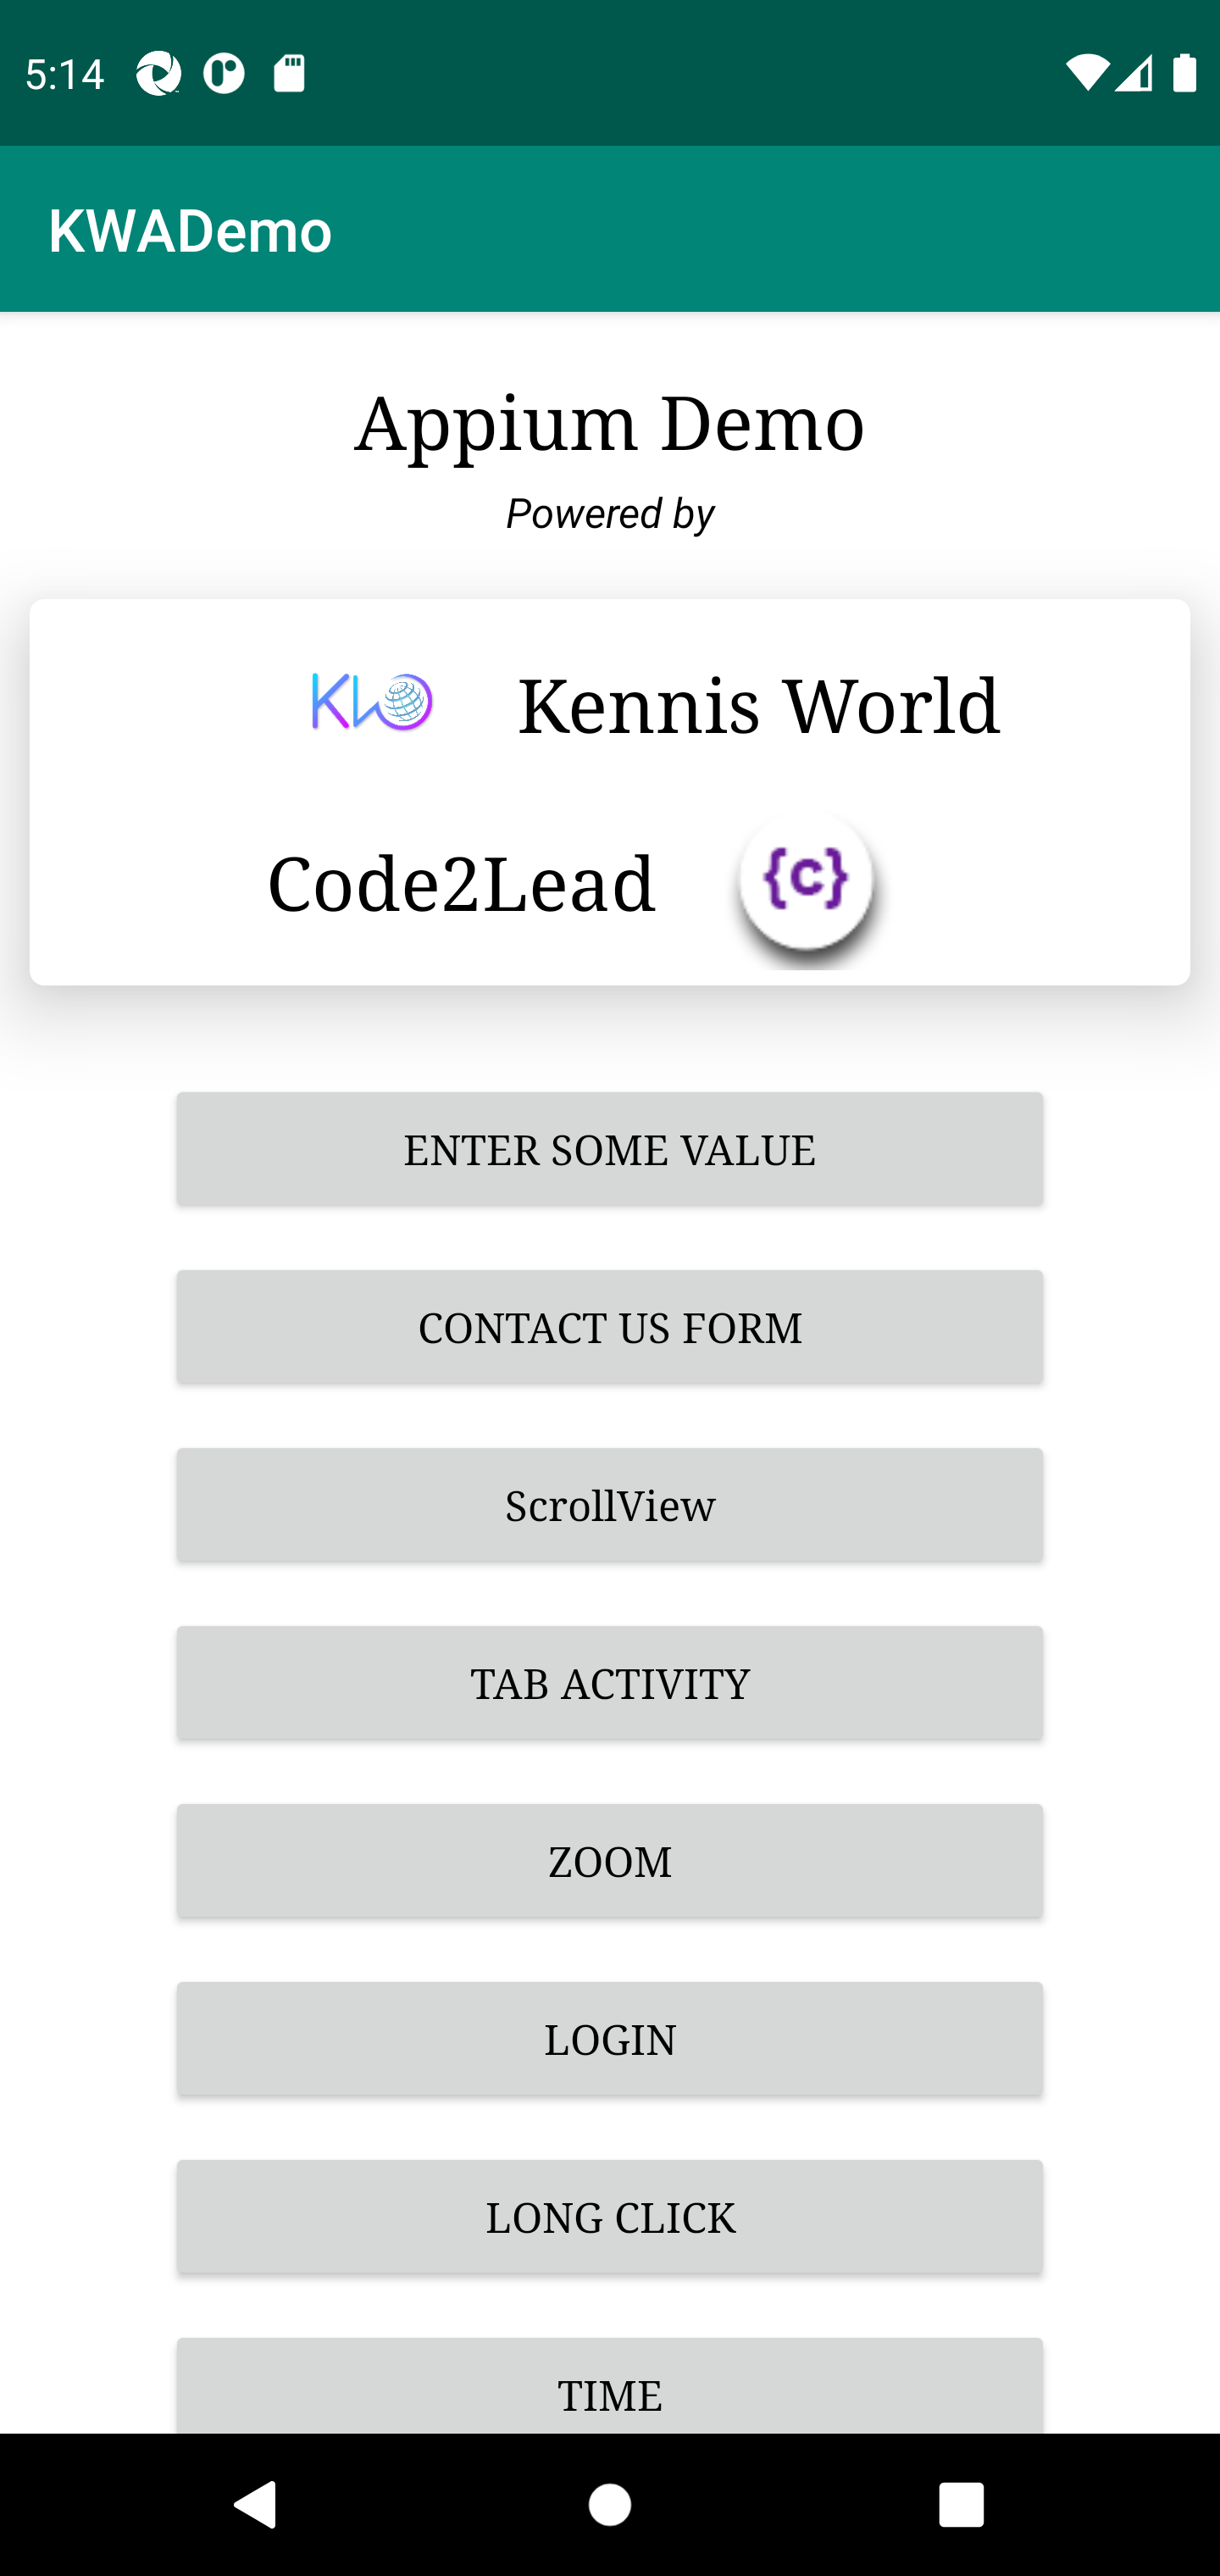 5:14
KWADemo
Appium Demo
Powered by
KWO Kennis World
Code2Lead {c}
ENTER SOME VALUE
CONTACT US FORM
ScrollView
TAB ACTIVITY
ZOOM
LOGIN
LONG CLICK
TIME